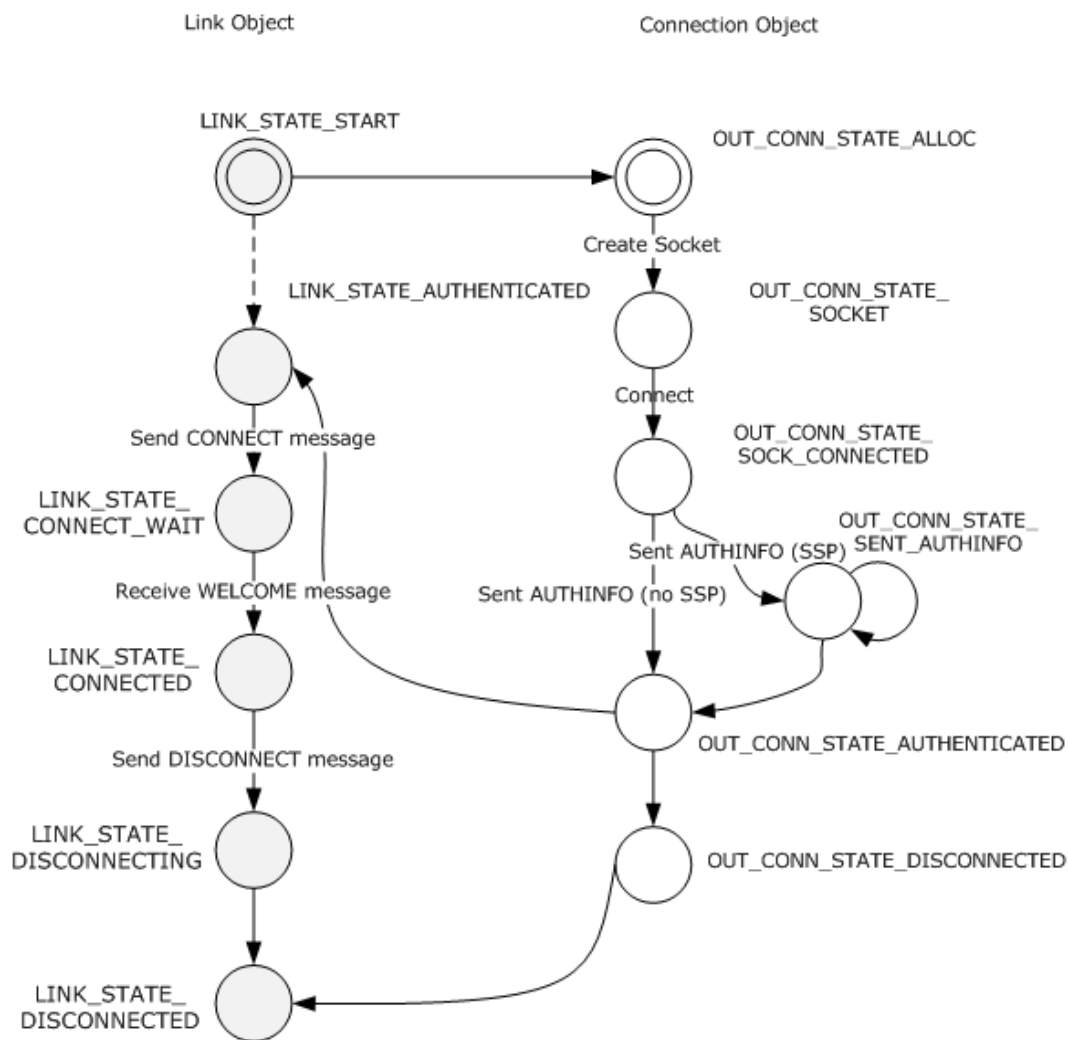 Link Object
Connection Object
LINK_STATE_START
OUT_CONN_STATE_ALLOC
Create Socket
LINK_STATE_AUTHENTICATED
OUT_CONN_STATE_
SOCKET
Connect
Send CONNECT message
OUT_CONN_STATE_
SOCK_CONNECTED
LINK_STATE_
CONNECT_WAIT
OUT_CONN_STATE_
SENT_AUTHINFO
Sent AUTHINFO (SSP)
Receive WELCOME message
Sent AUTHINFO (no SSP)
LINK_STATE_
CONNECTED
OUT_CONN_STATE_AUTHENTICATED
Send DISCONNECT message
LINK_STATE_
DISCONNECTING
OUT_CONN_STATE_DISCONNECTED
LINK_STATE_
DISCONNECTED